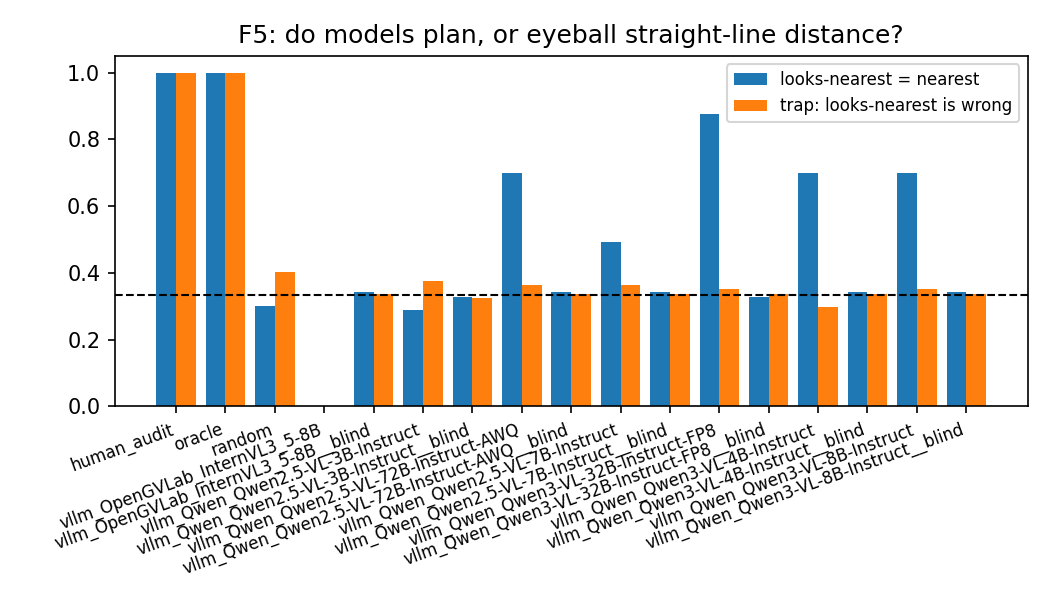 F5: do models plan, or eyeball straight-line distance?
looks-nearest = nearest
trap: looks-nearest is wrong
1.0
0.8
0.6
0.4
0.2
0.0
human_audit
oracle
random
vllm_OpenGVLab_InternVL3_5-8B
vllm_OpenGVLab_InternVL3_5-8B__blind
vllm_Qwen_Qwen2.5-VL-3B-Instruct
vllm_Qwen_Qwen2.5-VL-3B-Instruct__blind
vllm_Qwen_Qwen2.5-VL-72B-Instruct-AWQ
vllm_Qwen_Qwen2.5-VL-72B-Instruct-AWQ__blind
vllm_Qwen_Qwen2.5-VL-7B-Instruct
vllm_Qwen_Qwen2.5-VL-7B-Instruct__blind
vllm_Qwen_Qwen3-VL-32B-Instruct-FP8
vllm_Qwen_Qwen3-VL-32B-Instruct-FP8__blind
vllm_Qwen_Qwen3-VL-4B-Instruct
vllm_Qwen_Qwen3-VL-4B-Instruct__blind
vllm_Qwen_Qwen3-VL-8B-Instruct
vllm_Qwen_Qwen3-VL-8B-Instruct__blind